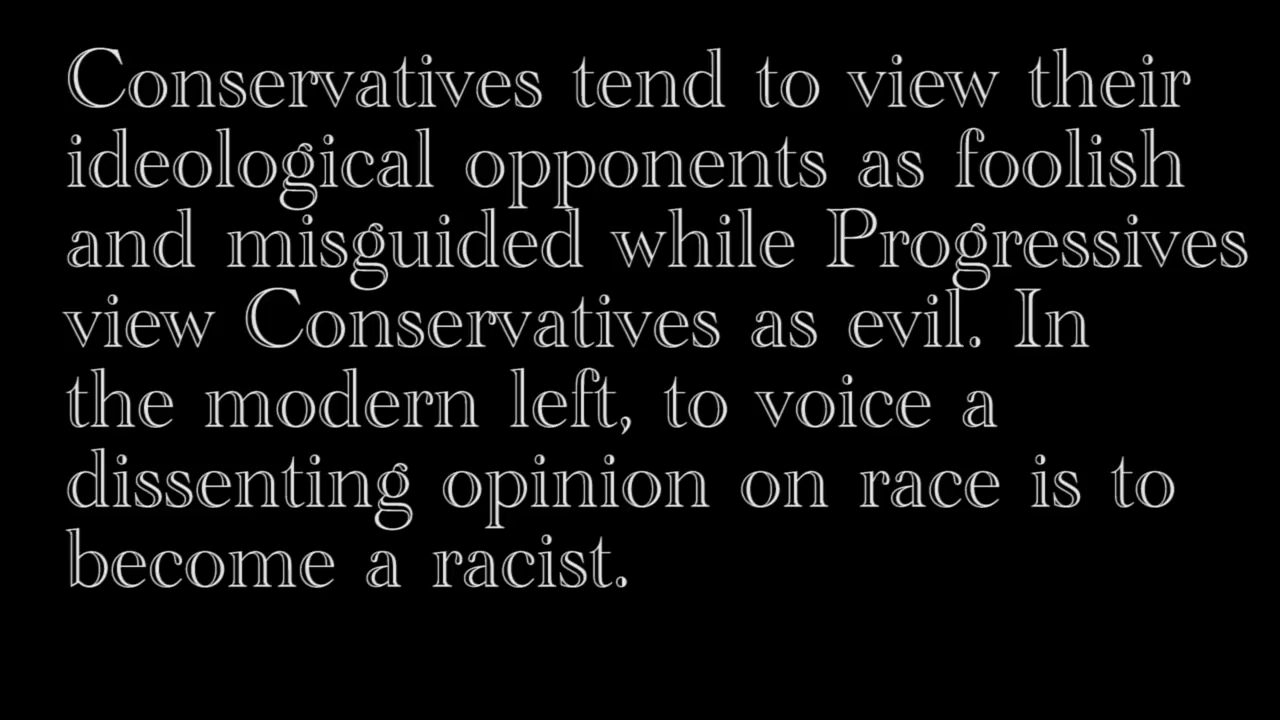 Conservatives tend to view their
ideological opponents as foolish
and misguided while Progressives
view Conservatives as evil. In
the modern left, to voice a
dissenting opinion on race is to
become a racist.